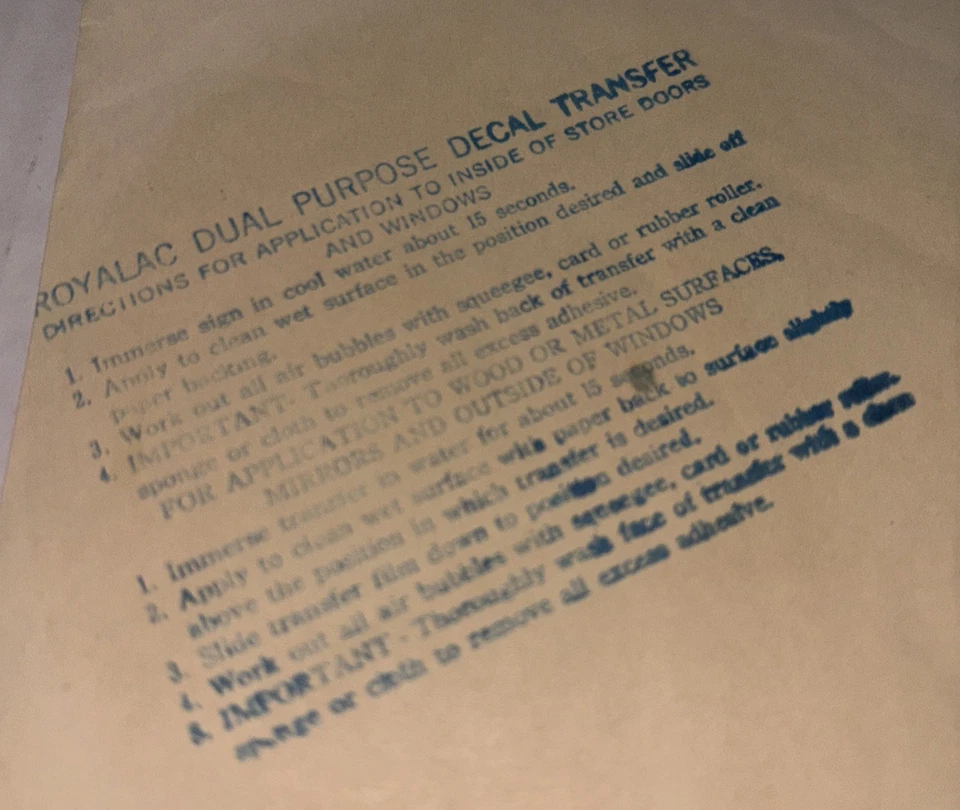 ROYALAC DUAL PURPOSE DECAL TRANSFER
DIRECTIONS FOR APPLICATION TO INSIDE OF STORE DOORS
AND WINDOWS
1. Immerse sign in cool water about 15 seconds.
2. Apply to clean wet surface in the position desired and slide off
paper backing.
3. Work out all air bubbles with squeegee, card or rubber roller.
4. IMPORTANT- Thoroughly wash back of transfer with a clean
sponge or cloth to remove all excess adhesive.
FOR APPLICATION TO WOOD OR METAL SURFACES,
MIRRORS AND OUTSIDE OF WINDOWS
1. Immerse transfer in water for about 15 seconds.
2. Apply to clean wet surface with paper back to surface slightly
above the position in which transfer is desired.
3. Slide transfer film down to position desired.
4. Work out all air bubbles with squeegee, card or rubber roller.
5. IMPORTANT - Thoroughly wash face of transfer with a clean
sponge or cloth to remove all excess adhesive.